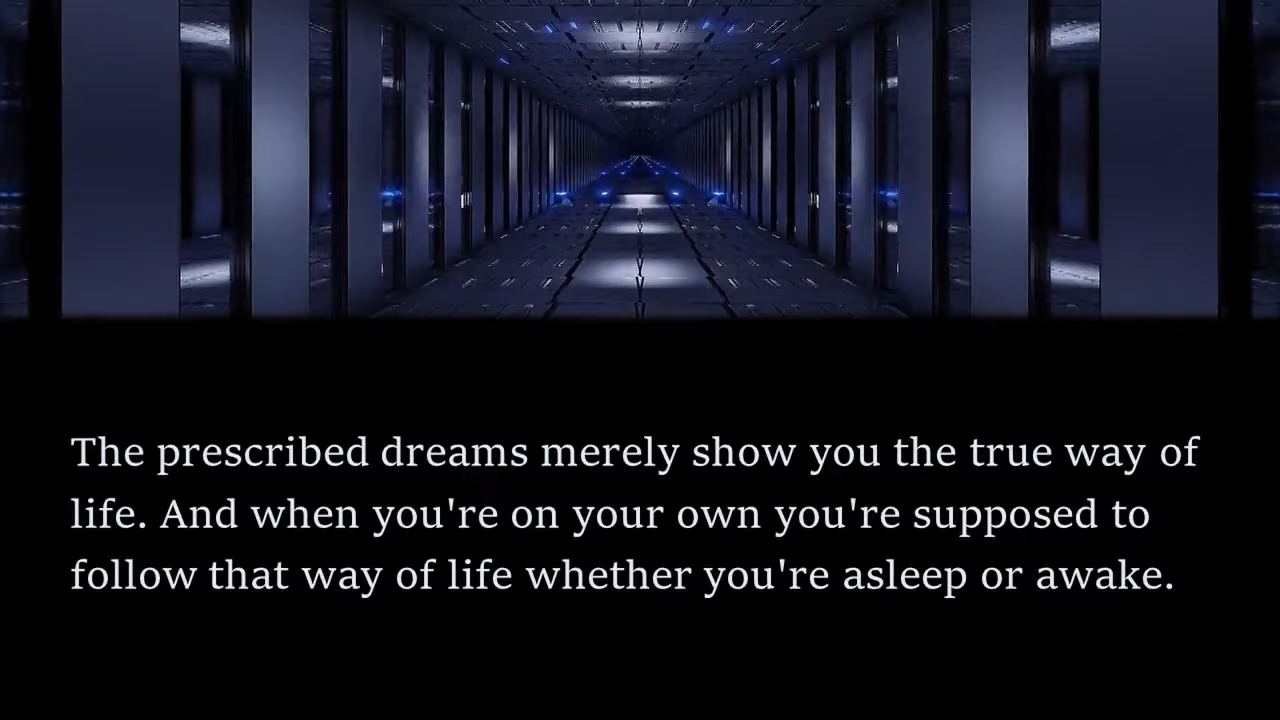 The prescribed dreams merely show you the true way of
life. And when you're on your own you're supposed to
follow that way of life whether you're asleep or awake.